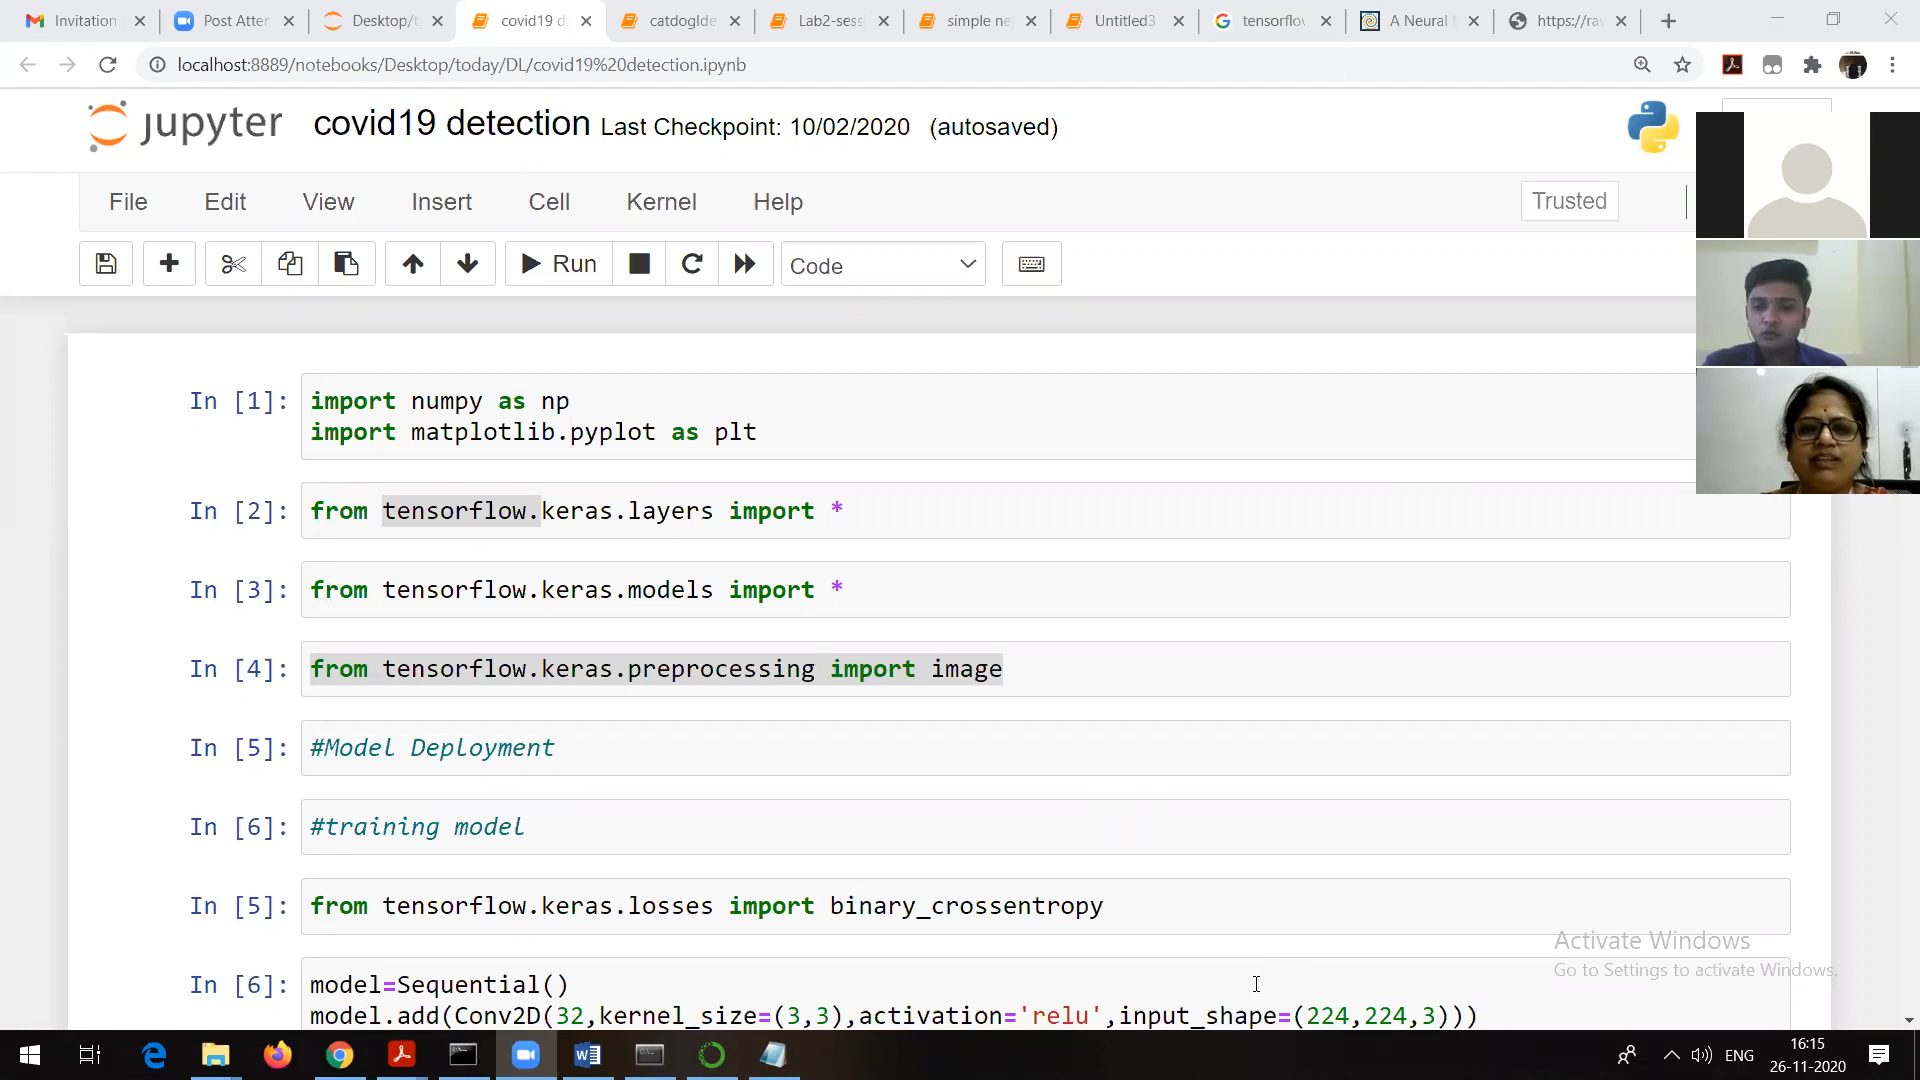 Invitation
Post Atter
Desktop/t
covid19 d
catdogIde
Lab2-sess
simple ne
Untitled3
tensorflov
A Neural
https://ra
localhost:8889/notebooks/Desktop/today/DL/covid19%20detection.ipynb
jupyter covid19 detection Last Checkpoint: 10/02/2020 (autosaved)
File Edit View Insert Cell Kernel Help Trusted
Run Code
In [1]: import numpy as np
import matplotlib.pyplot as plt
In [2]: from tensorflow.keras.layers import *
In [3]: from tensorflow.keras.models import *
In [4]: from tensorflow.keras.preprocessing import image
In [5]: #Model Deployment
In [6]: #training model
In [5]: from tensorflow.keras.losses import binary_crossentropy
In [6]: model=Sequential()
model.add(Conv2D(32,kernel_size=(3,3),activation='relu',input_shape=(224,224,3)))
Activate Windows
Go to Settings to activate Windows.
ENG
16:15
26-11-2020